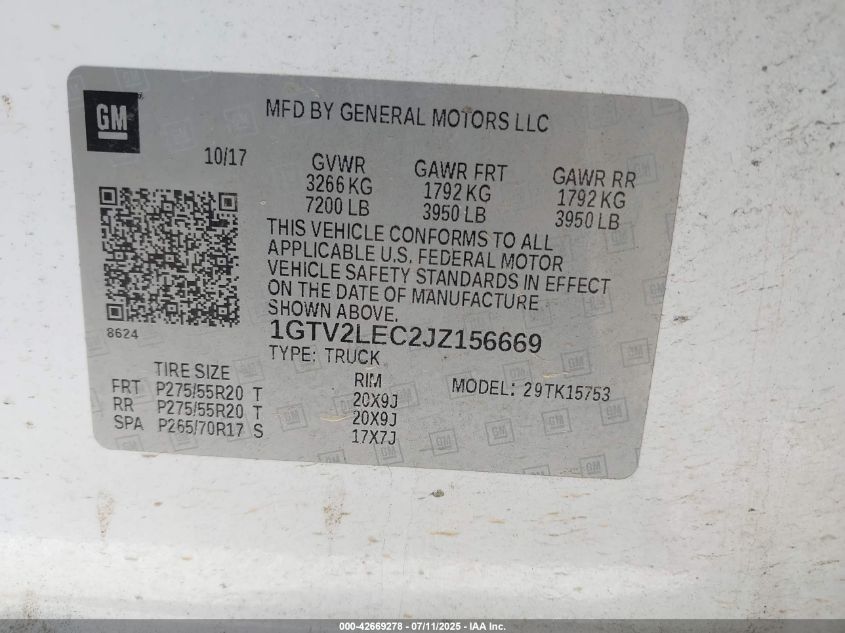 GM
MFD BY GENERAL MOTORS LLC
10/17
GVWR GAWR FRT GAWR RR
3266 KG 1792 KG 1792 KG
7200 LB 3950 LB 3950 LB
THIS VEHICLE CONFORMS TO ALL
APPLICABLE U.S. FEDERAL MOTOR
VEHICLE SAFETY STANDARDS IN EFFECT
ON THE DATE OF MANUFACTURE
SHOWN ABOVE.
8624
1GTV2LEC2JZ156669
TYPE: TRUCK
TIRE SIZE RIM MODEL: 29TK15753
FRT P275/55R20 T 20X9J
RR P275/55R20 T 20X9J
SPA P265/70R17 S 17X7J
000-42669278 - 07/11/2025 - IAA Inc.